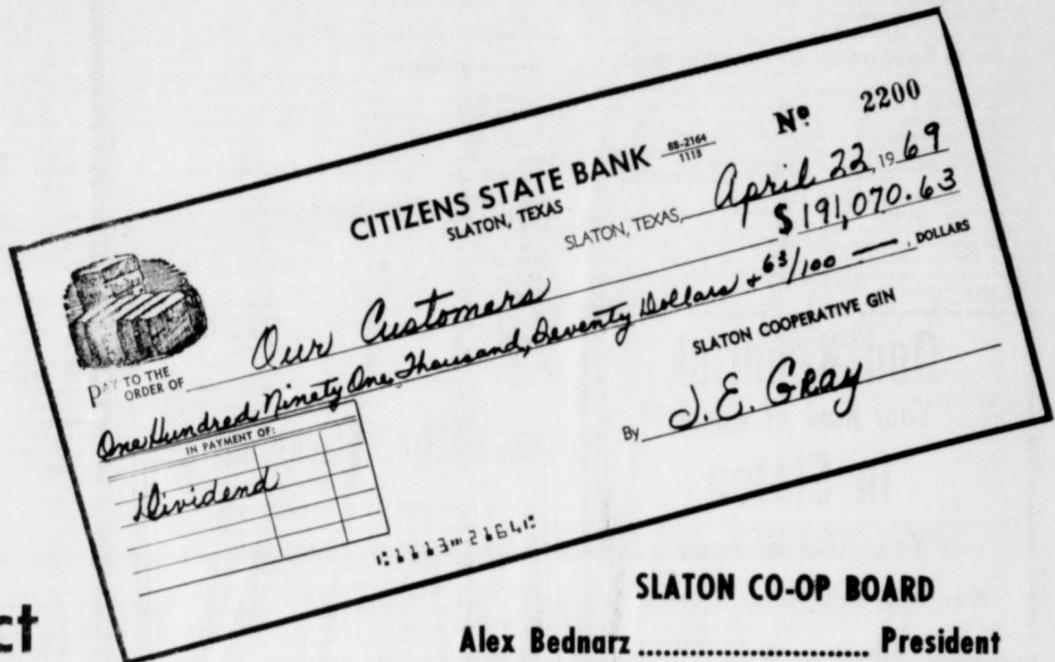 Nº 2200
CITIZENS STATE BANK 88-2164/1113
SLATON, TEXAS
SLATON, TEXAS, April 22, 1969
$191,070.63
PAY TO THE
ORDER OF Our Customers
One Hundred Ninety One Thousand, Seventy Dollars + 63/100 — DOLLARS
IN PAYMENT OF:
Dividend
SLATON COOPERATIVE GIN
By J. E. Gray
⑆1113⑉2164⑆
SLATON CO-OP BOARD
ct
Alex Bednarz ........................ President